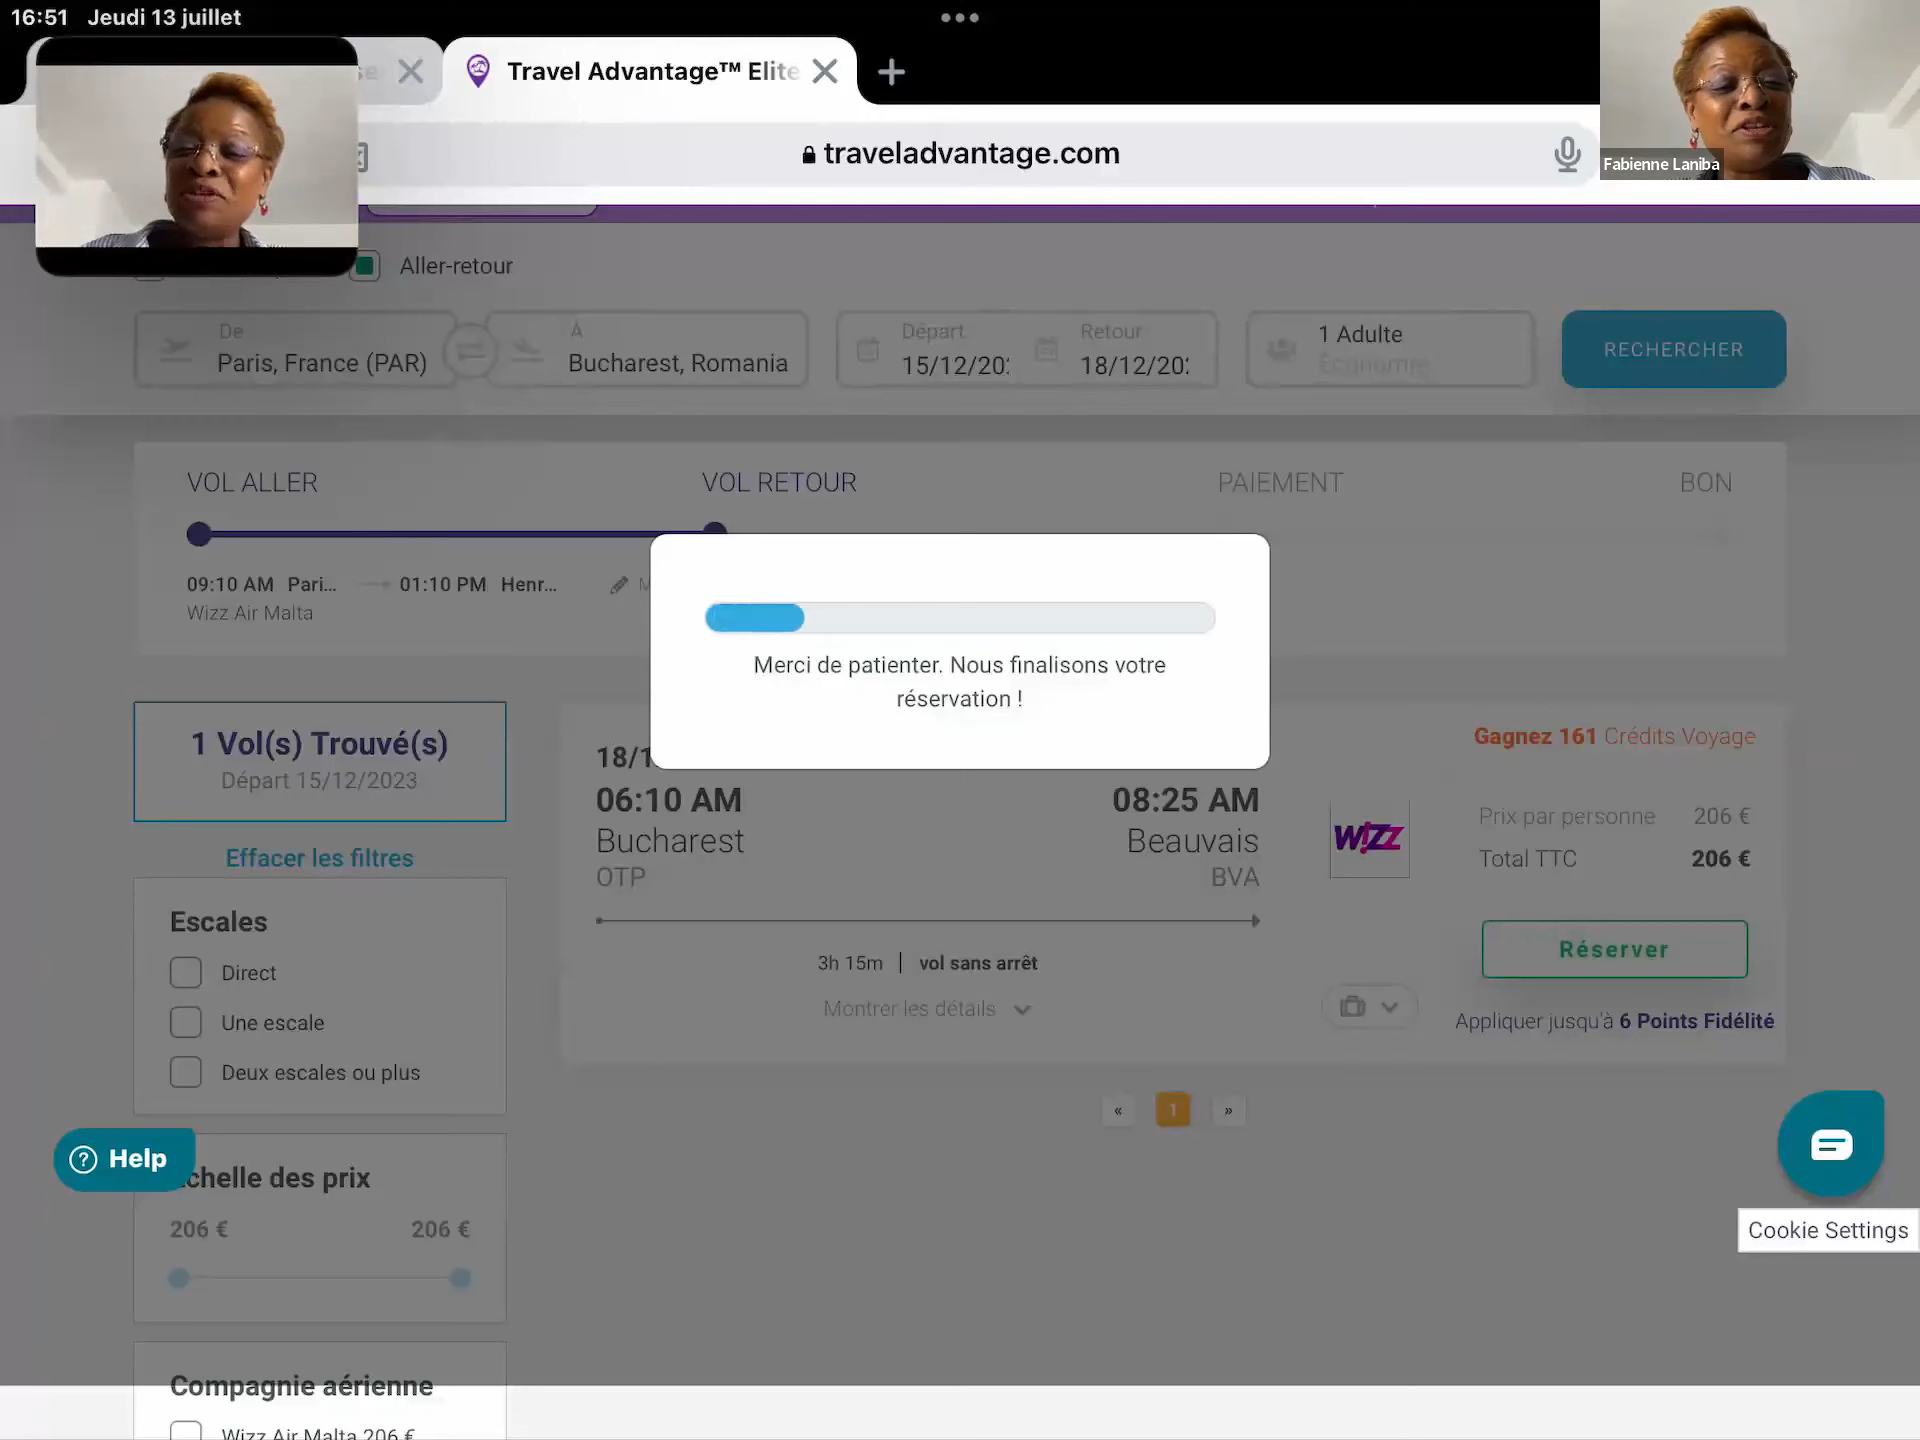 16:51 Jeudi 13 juillet
Travel Advantage™ Elite
traveladvantage.com
Fabienne Laniba
Aller-retour
De
Paris, France (PAR)
À
Bucharest, Romania
Départ
15/12/202
Retour
18/12/202
1 Adulte
Économie
RECHERCHER
VOL ALLER
VOL RETOUR
PAIEMENT
BON
09:10 AM Pari... 01:10 PM Henr...
Wizz Air Malta
Merci de patienter. Nous finalisons votre
réservation !
1 Vol(s) Trouvé(s)
Départ 15/12/2023
Effacer les filtres
Escales
Direct
Une escale
Deux escales ou plus
18/1
06:10 AM
Bucharest
OTP
08:25 AM
Beauvais
BVA
3h 15m | vol sans arrêt
Montrer les détails
WIZZ
Gagnez 161 Crédits Voyage
Prix par personne 206 €
Total TTC 206 €
Réserver
Appliquer jusqu'à 6 Points Fidélité
« 1 »
Help
chelle des prix
206 € 206 €
Cookie Settings
Compagnie aérienne
Wizz Air Malta 206 €